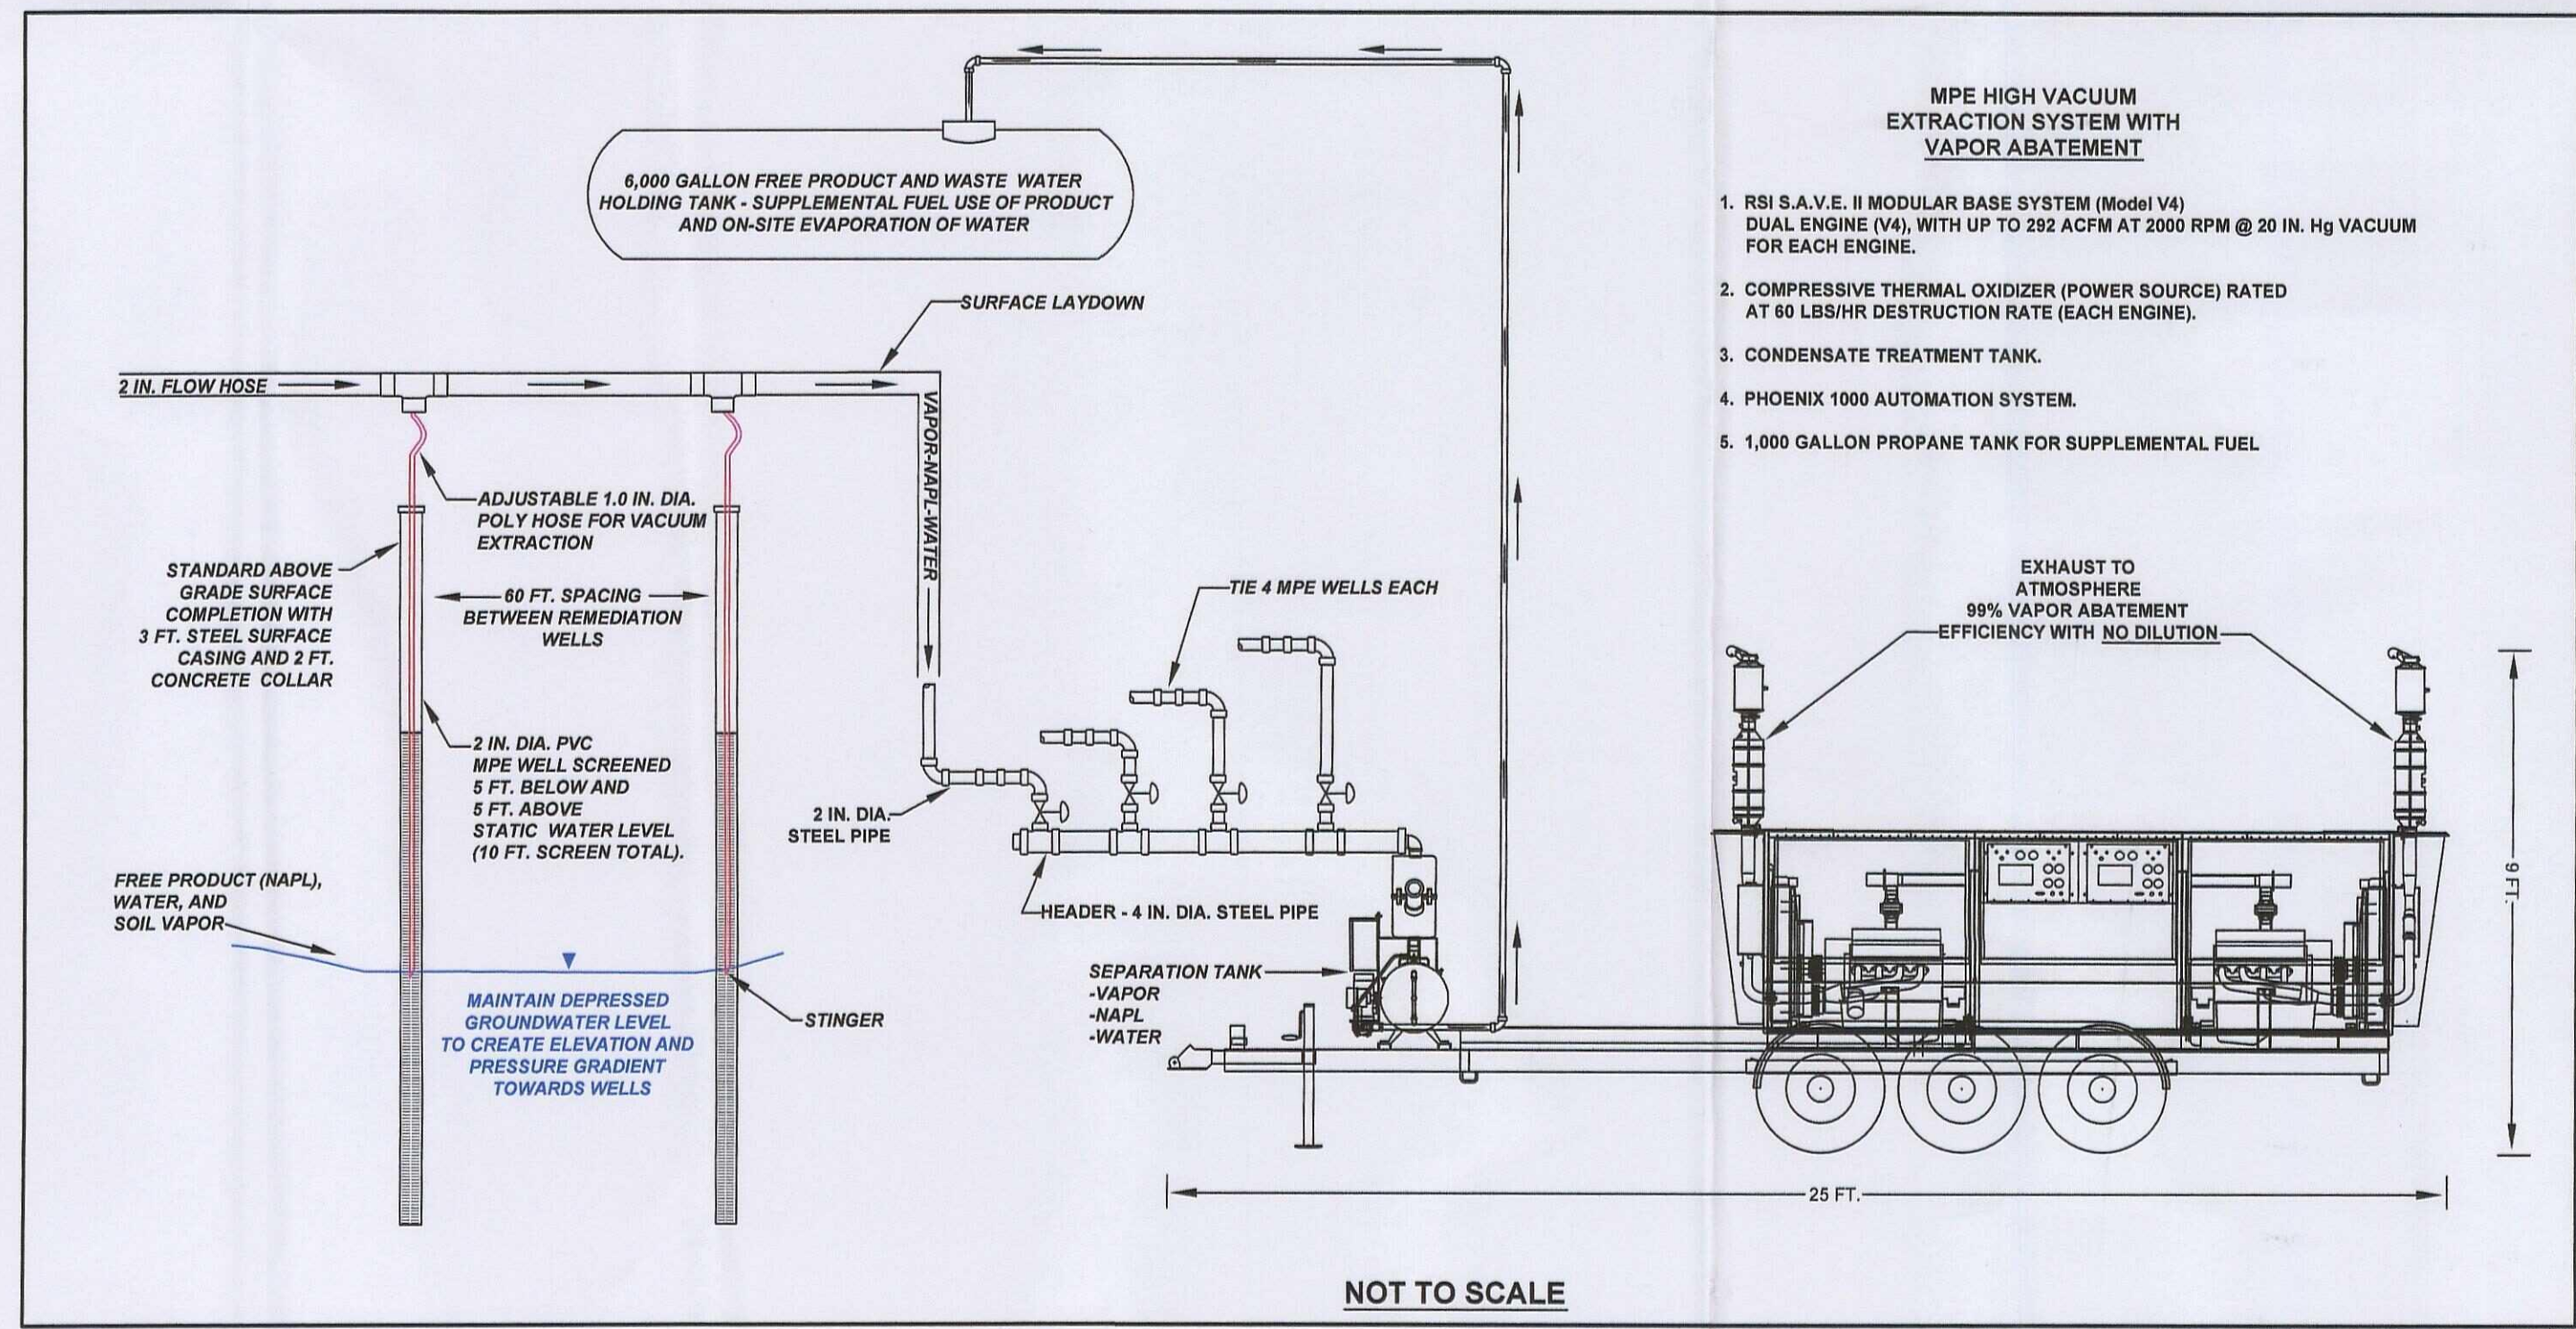 MPE HIGH VACUUM
EXTRACTION SYSTEM WITH
VAPOR ABATEMENT
1. RSI S.A.V.E. II MODULAR BASE SYSTEM (Model V4)
DUAL ENGINE (V4), WITH UP TO 292 ACFM AT 2000 RPM @ 20 IN. Hg VACUUM
FOR EACH ENGINE.
2. COMPRESSIVE THERMAL OXIDIZER (POWER SOURCE) RATED
AT 60 LBS/HR DESTRUCTION RATE (EACH ENGINE).
3. CONDENSATE TREATMENT TANK.
4. PHOENIX 1000 AUTOMATION SYSTEM.
5. 1,000 GALLON PROPANE TANK FOR SUPPLEMENTAL FUEL
6,000 GALLON FREE PRODUCT AND WASTE WATER
HOLDING TANK - SUPPLEMENTAL FUEL USE OF PRODUCT
AND ON-SITE EVAPORATION OF WATER
SURFACE LAYDOWN
2 IN. FLOW HOSE
VAPOR-NAPL-WATER
ADJUSTABLE 1.0 IN. DIA.
POLY HOSE FOR VACUUM
EXTRACTION
STANDARD ABOVE
GRADE SURFACE
COMPLETION WITH
3 FT. STEEL SURFACE
CASING AND 2 FT.
CONCRETE COLLAR
60 FT. SPACING
BETWEEN REMEDIATION
WELLS
TIE 4 MPE WELLS EACH
EXHAUST TO
ATMOSPHERE
99% VAPOR ABATEMENT
EFFICIENCY WITH NO DILUTION
2 IN. DIA. PVC
MPE WELL SCREENED
5 FT. BELOW AND
5 FT. ABOVE
STATIC WATER LEVEL
(10 FT. SCREEN TOTAL).
2 IN. DIA.
STEEL PIPE
FREE PRODUCT (NAPL),
WATER, AND
SOIL VAPOR
HEADER - 4 IN. DIA. STEEL PIPE
9 FT.
SEPARATION TANK
-VAPOR
-NAPL
-WATER
MAINTAIN DEPRESSED
GROUNDWATER LEVEL
TO CREATE ELEVATION AND
PRESSURE GRADIENT
TOWARDS WELLS
STINGER
25 FT.
NOT TO SCALE